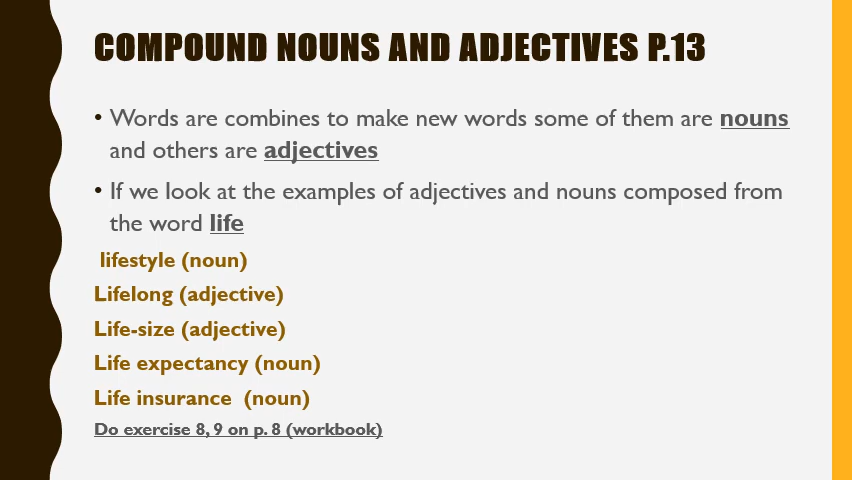 COMPOUND NOUNS AND ADJECTIVES P.13
• Words are combines to make new words some of them are nouns
and others are adjectives
• If we look at the examples of adjectives and nouns composed from
the word life
lifestyle (noun)
Lifelong (adjective)
Life-size (adjective)
Life expectancy (noun)
Life insurance  (noun)
Do exercise 8, 9 on p. 8 (workbook)